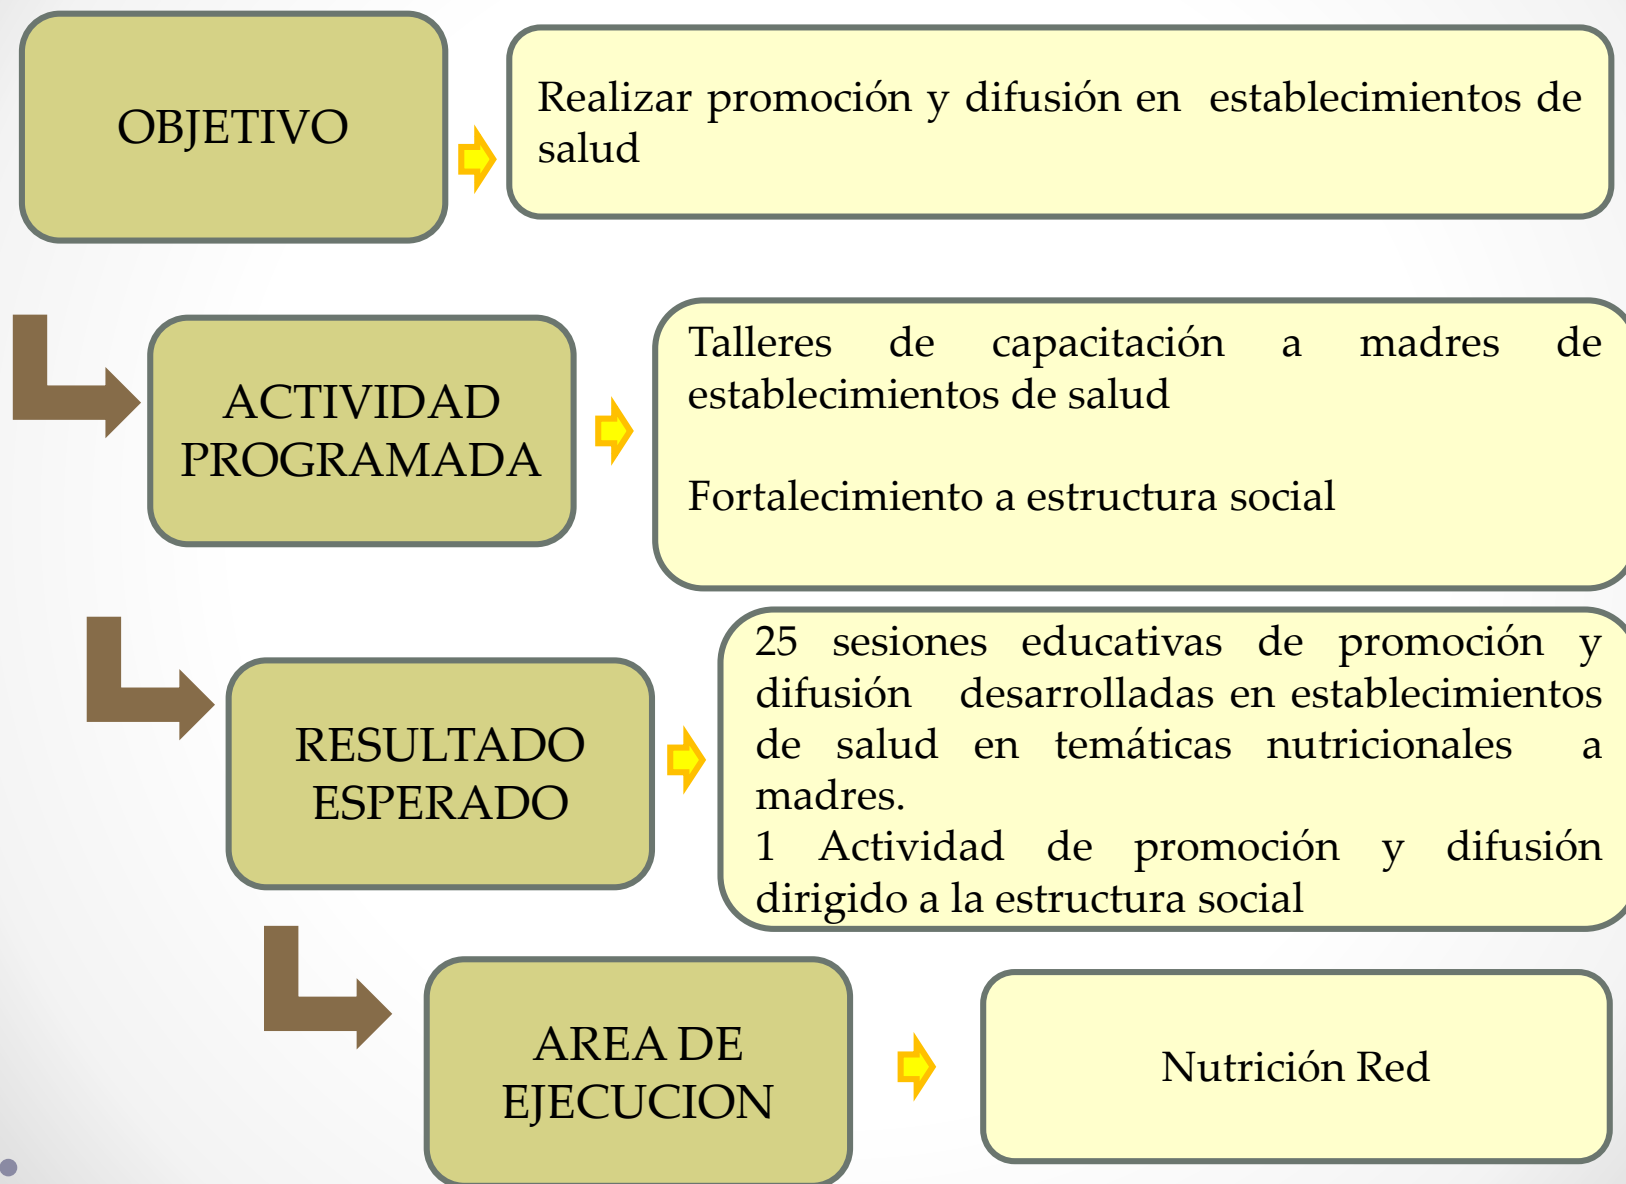 OBJETIVO
Realizar promoción y difusión en establecimientos de
salud
ACTIVIDAD
PROGRAMADA
Talleres de capacitación a madres de
establecimientos de salud
Fortalecimiento a estructura social
RESULTADO
ESPERADO
25 sesiones educativas de promoción y
difusión desarrolladas en establecimientos
de salud en temáticas nutricionales a
madres.
1 Actividad de promoción y difusión
dirigido a la estructura social
AREA DE
EJECUCION
Nutrición Red